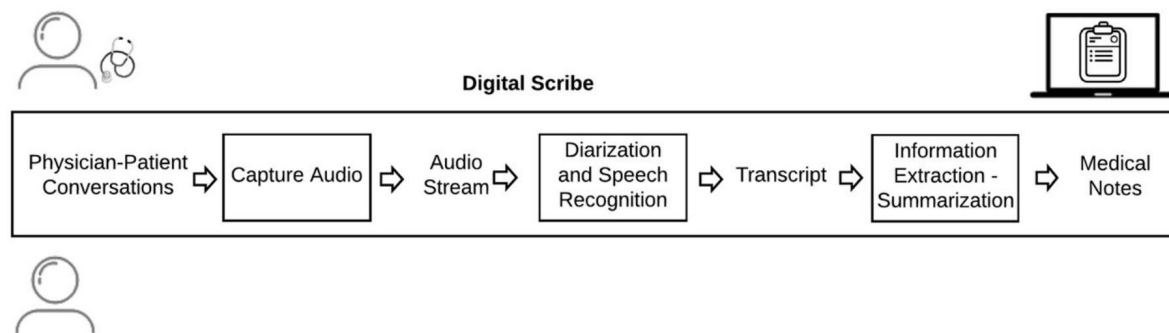 Digital Scribe
Physician-Patient
Conversations
Capture Audio
Audio
Stream
Diarization
and Speech
Recognition
Transcript
Information
Extraction -
Summarization
Medical
Notes